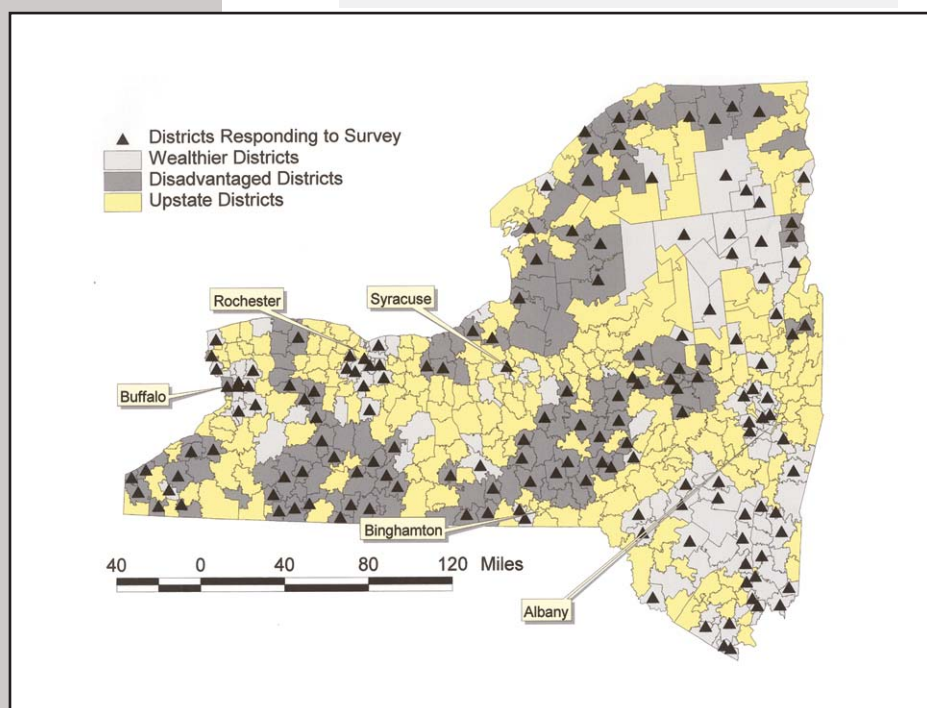 Districts Responding to Survey
Wealthier Districts
Disadvantaged Districts
Upstate Districts
Rochester
Syracuse
Buffalo
Binghamton
40 0 40 80 120 Miles
Albany